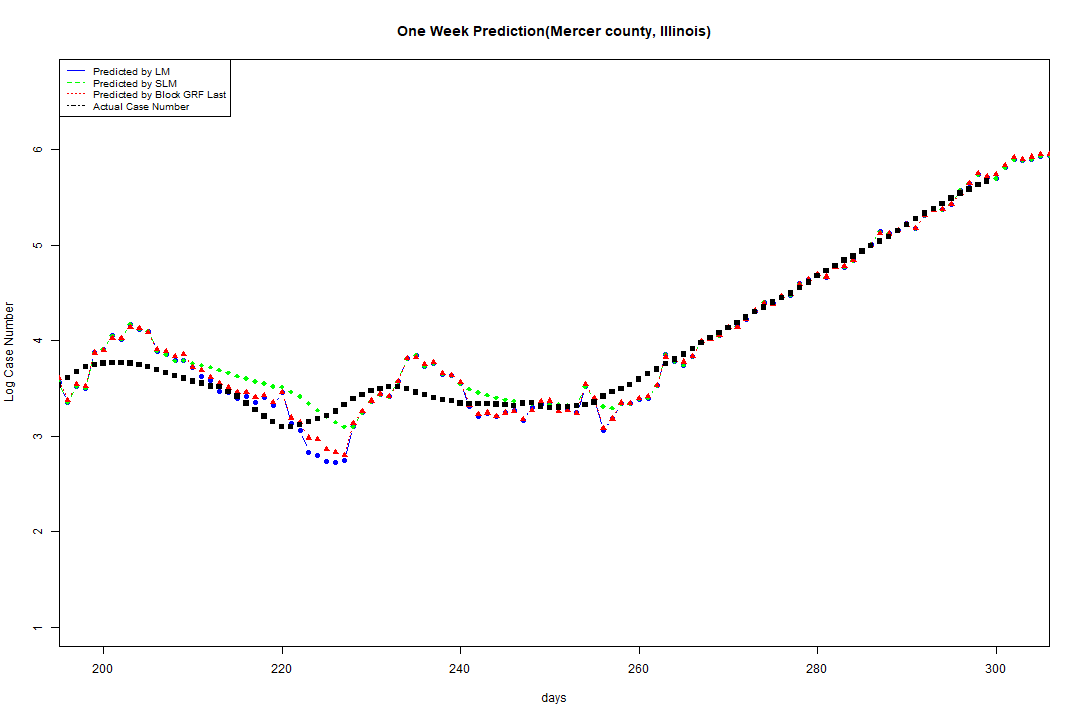 One Week Prediction(Mercer county, Illinois)
Predicted by LM
Predicted by SLM
Predicted by Block GRF Last
Actual Case Number
6
5
4
3
2
1
Log Case Number
200 220 240 260 280 300
days